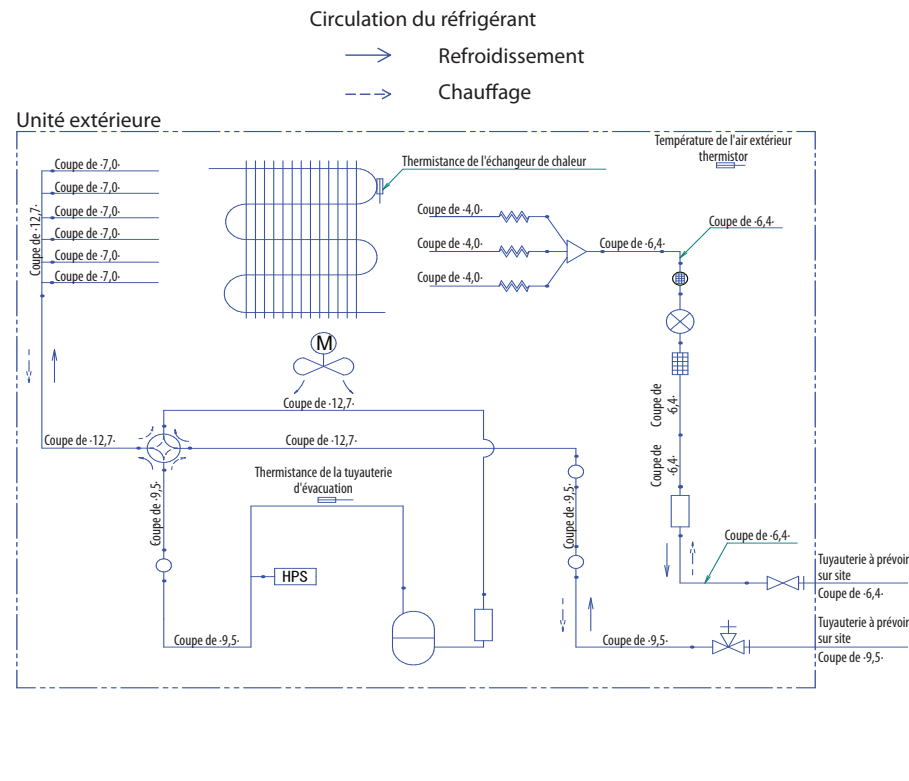 Circulation du réfrigérant
Refroidissement
Chauffage
Unité extérieure
Température de l'air extérieur
thermistor
Coupe de ·7,0·
Coupe de ·7,0·
Coupe de ·7,0·
Coupe de ·7,0·
Coupe de ·7,0·
Coupe de ·7,0·
Coupe de ·12,7·
Thermistance de l'échangeur de chaleur
Coupe de ·4,0·
Coupe de ·4,0·
Coupe de ·4,0·
Coupe de ·6,4·
Coupe de ·6,4·
M
Coupe de
·6,4·
Coupe de ·12,7·
Coupe de ·12,7·
Coupe de ·12,7·
Coupe de
·6,4·
Thermistance de la tuyauterie
d'évacuation
Coupe de ·9,5·
Coupe de ·9,5·
HPS
Coupe de ·6,4·
Tuyauterie à prévoir
sur site
Coupe de ·6,4·
Coupe de ·9,5·
Coupe de ·9,5·
Tuyauterie à prévoir
sur site
Coupe de ·9,5·